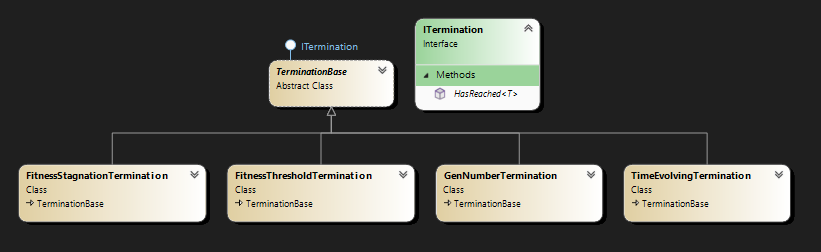 ITermination
TerminationBase
Abstract Class
ITermination
Interface
Methods
HasReached<T>
FitnessStagnationTermination
Class
TerminationBase
FitnessThresholdTermination
Class
TerminationBase
GenNumberTermination
Class
TerminationBase
TimeEvolvingTermination
Class
TerminationBase